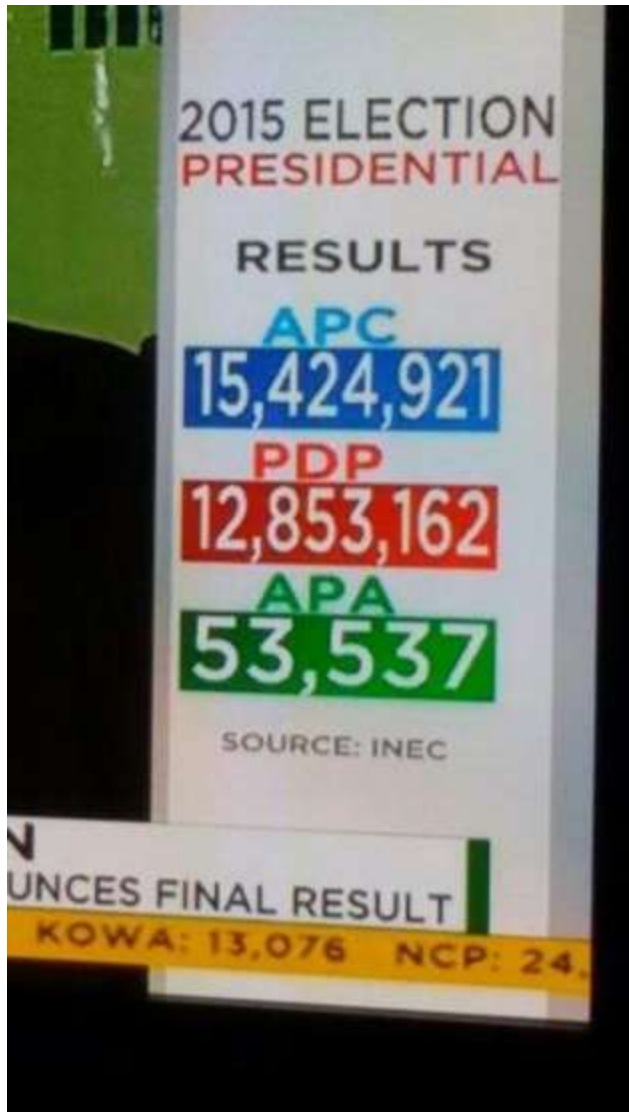 2015 ELECTION
PRESIDENTIAL
RESULTS
APC
15,424,921
PDP
12,853,162
APA
53,537
SOURCE: INEC
N
UNCES FINAL RESULT
KOWA: 13,076 NCP: 24,